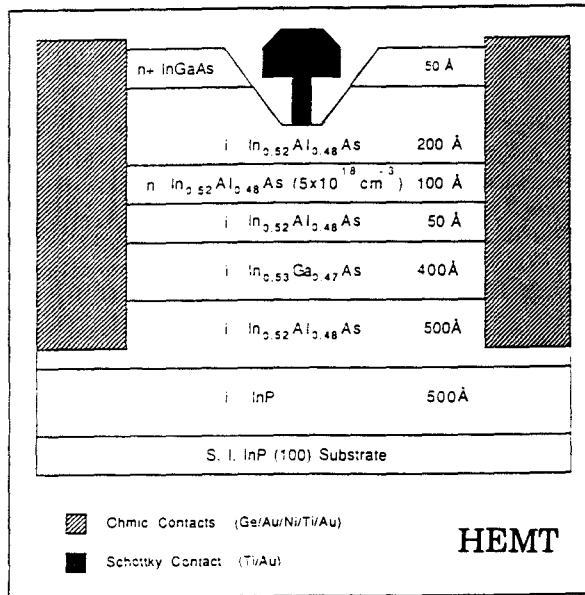 n+ InGaAs 50 Å
i In0.52Al0.48As 200 Å
n In0.52Al0.48As (5x10^18 cm^-3) 100 Å
i In0.52Al0.48As 50 Å
i In0.53Ga0.47As 400Å
i In0.52Al0.48As 500Å
i InP 500Å
S. I. InP (100) Substrate
Ohmic Contacts (Ge/Au/Ni/Ti/Au)
Schottky Contact (Ti/Au)
HEMT